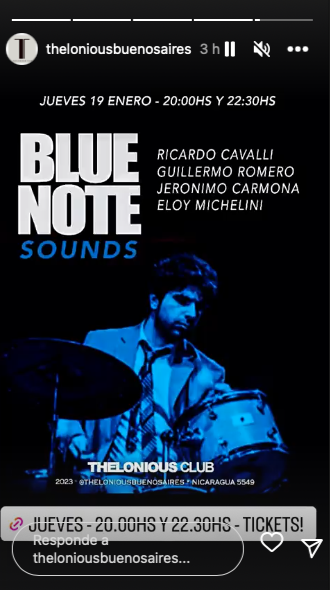 theloniousbuenosaires 3 h
JUEVES 19 ENERO - 20:00HS Y 22:30HS
BLUE
NOTE
SOUNDS
RICARDO CAVALLI
GUILLERMO ROMERO
JERONIMO CARMONA
ELOY MICHELINI
THELONIOUS CLUB
2023 - @THELONIOUSBUENOSAIRES * NICARAGUA 5549
JUEVES - 20.00HS Y 22.30HS - TICKETS!
Responde a
theloniousbuenosaires...